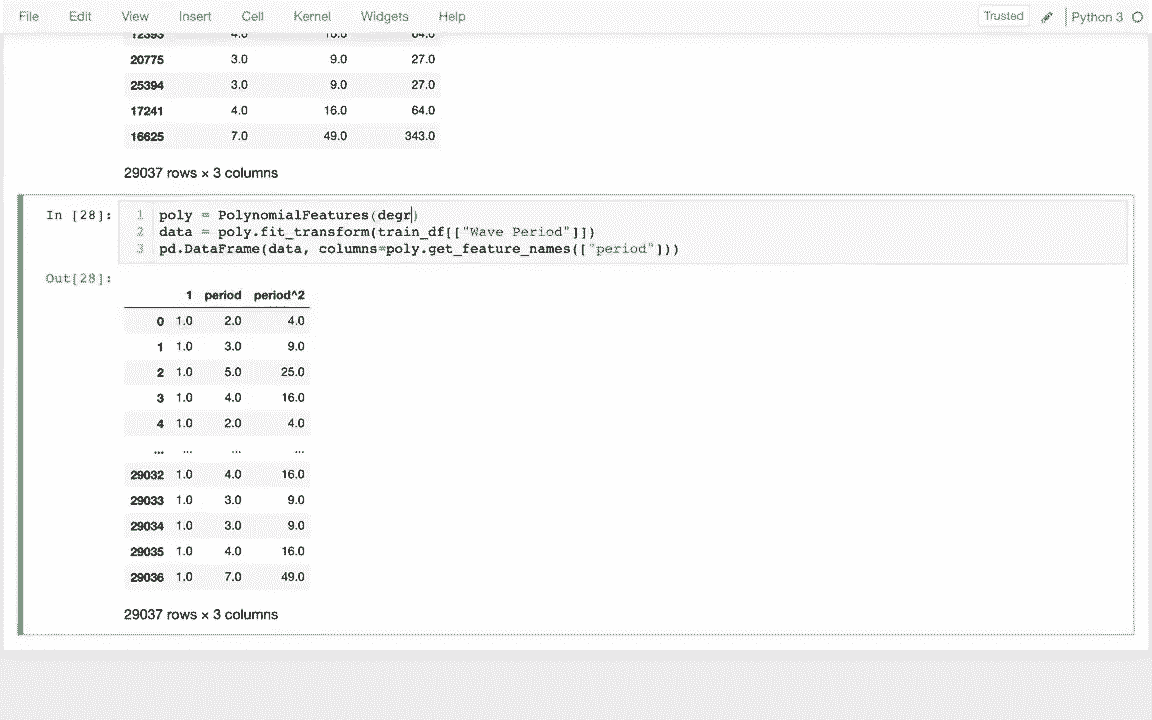 File Edit View Insert Cell Kernel Widgets Help Trusted Python 3
12393 4.0 16.0 64.0
20775 3.0 9.0 27.0
25394 3.0 9.0 27.0
17241 4.0 16.0 64.0
16625 7.0 49.0 343.0
29037 rows × 3 columns
In [28]: 1 poly = PolynomialFeatures(degr)
2 data = poly.fit_transform(train_df[["Wave Period"]])
3 pd.DataFrame(data, columns=poly.get_feature_names(["period"]))
Out[28]:
1 period period^2
0 1.0 2.0 4.0
1 1.0 3.0 9.0
2 1.0 5.0 25.0
3 1.0 4.0 16.0
4 1.0 2.0 4.0
... ... ... ...
29032 1.0 4.0 16.0
29033 1.0 3.0 9.0
29034 1.0 3.0 9.0
29035 1.0 4.0 16.0
29036 1.0 7.0 49.0
29037 rows × 3 columns